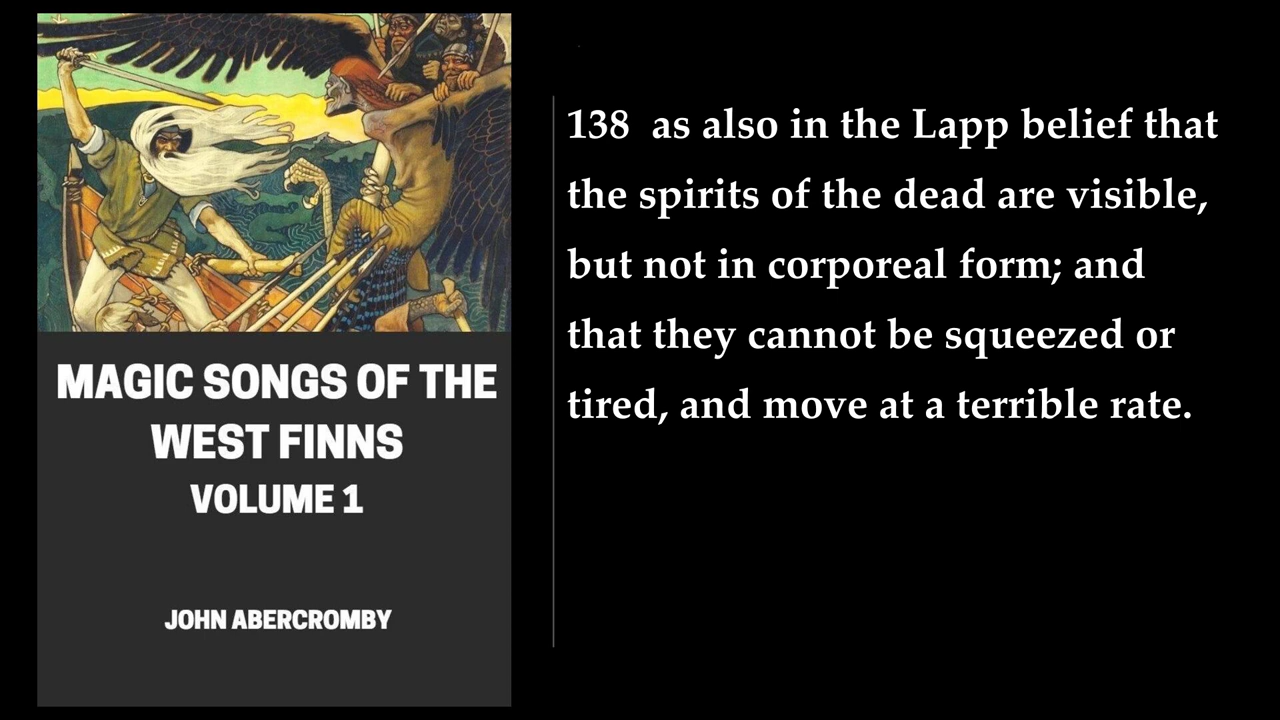 MAGIC SONGS OF THE
WEST FINNS
VOLUME 1
JOHN ABERCROMBY
138 as also in the Lapp belief that
the spirits of the dead are visible,
but not in corporeal form; and
that they cannot be squeezed or
tired, and move at a terrible rate.